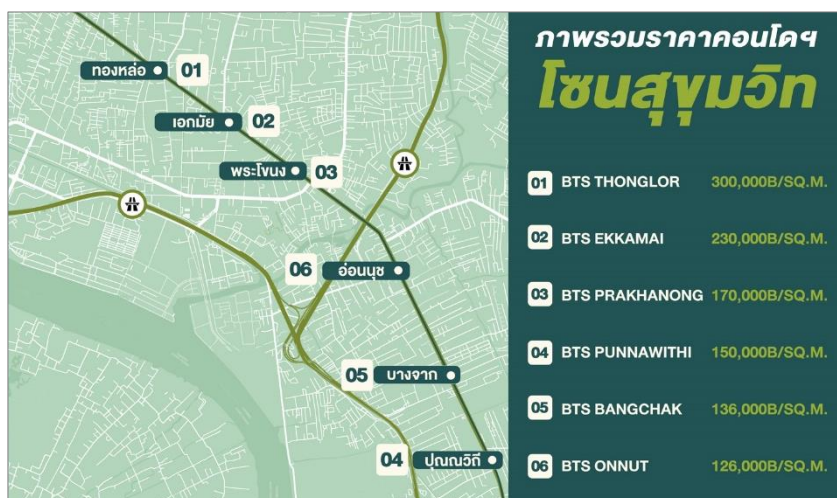 ทองหล่อ 01
เอกมัย 02
พระโขนง 03
06 อ่อนนุช
05 บางจาก
04 ปุณณวิถี
ภาพรวมราคาคอนโดฯ
โซนสุขุมวิท
01 BTS THONGLOR 300,000B/SQ.M.
02 BTS EKKAMAI 230,000B/SQ.M.
03 BTS PRAKHANONG 170,000B/SQ.M.
04 BTS PUNNAWITHI 150,000B/SQ.M.
05 BTS BANGCHAK 136,000B/SQ.M.
06 BTS ONNUT 126,000B/SQ.M.